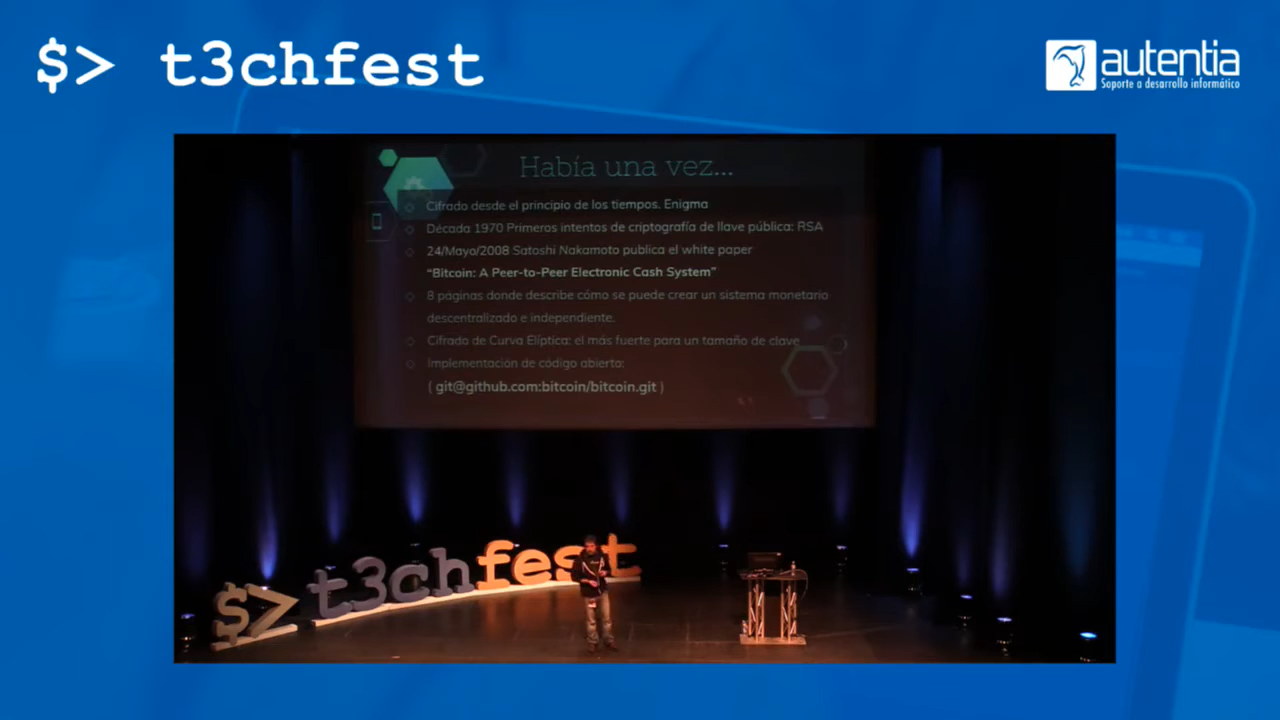 $> t3chfest
autentia
Soporte a desarrollo informático
Había una vez...
Cifrado desde el principio de los tiempos. Enigma
Década 1970 Primeros intentos de criptografía de llave pública: RSA
24/Mayo/2008 Satoshi Nakamoto publica el white paper
“Bitcoin: A Peer-to-Peer Electronic Cash System”
8 páginas donde describe cómo se puede crear un sistema monetario
descentralizado e independiente.
Cifrado de Curva Elíptica: el más fuerte para un tamaño de clave
Implementación de código abierto:
( git@github.com:bitcoin/bitcoin.git )
$> t3chfest